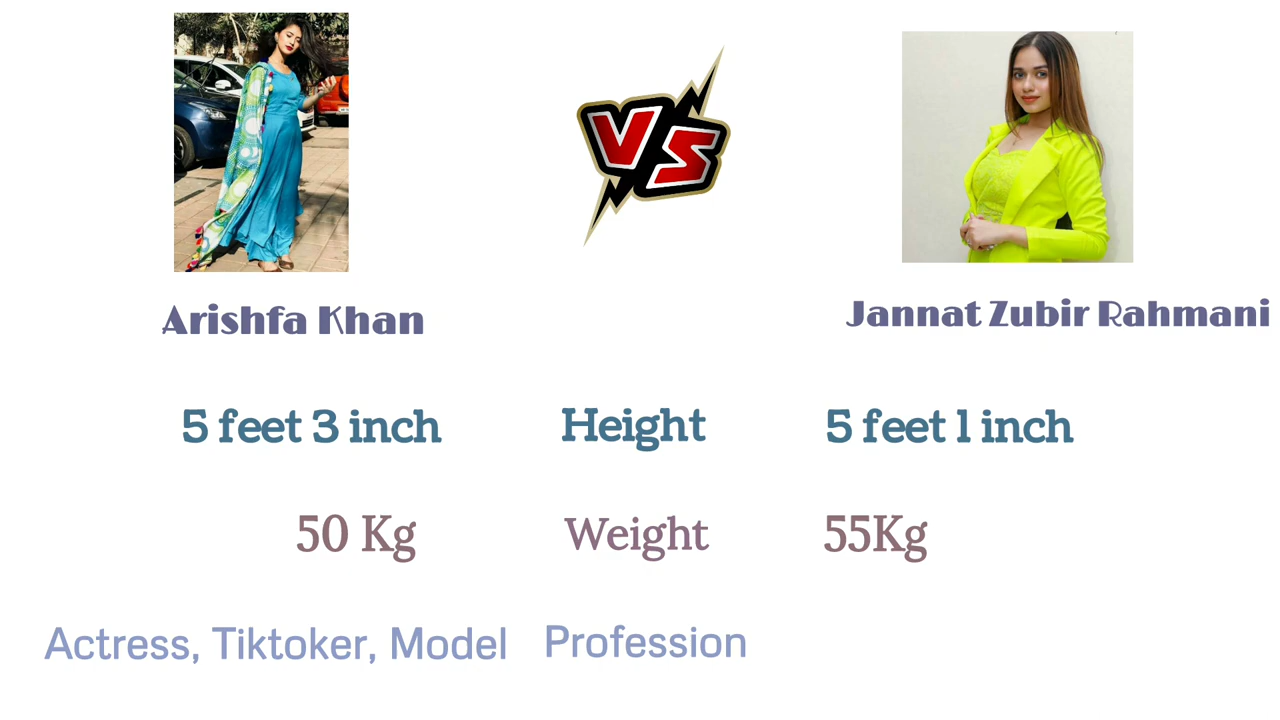 VS
Arishfa Khan
Jannat Zubir Rahmani
5 feet 3 inch Height 5 feet 1 inch
50 Kg Weight 55Kg
Actress, Tiktoker, Model Profession